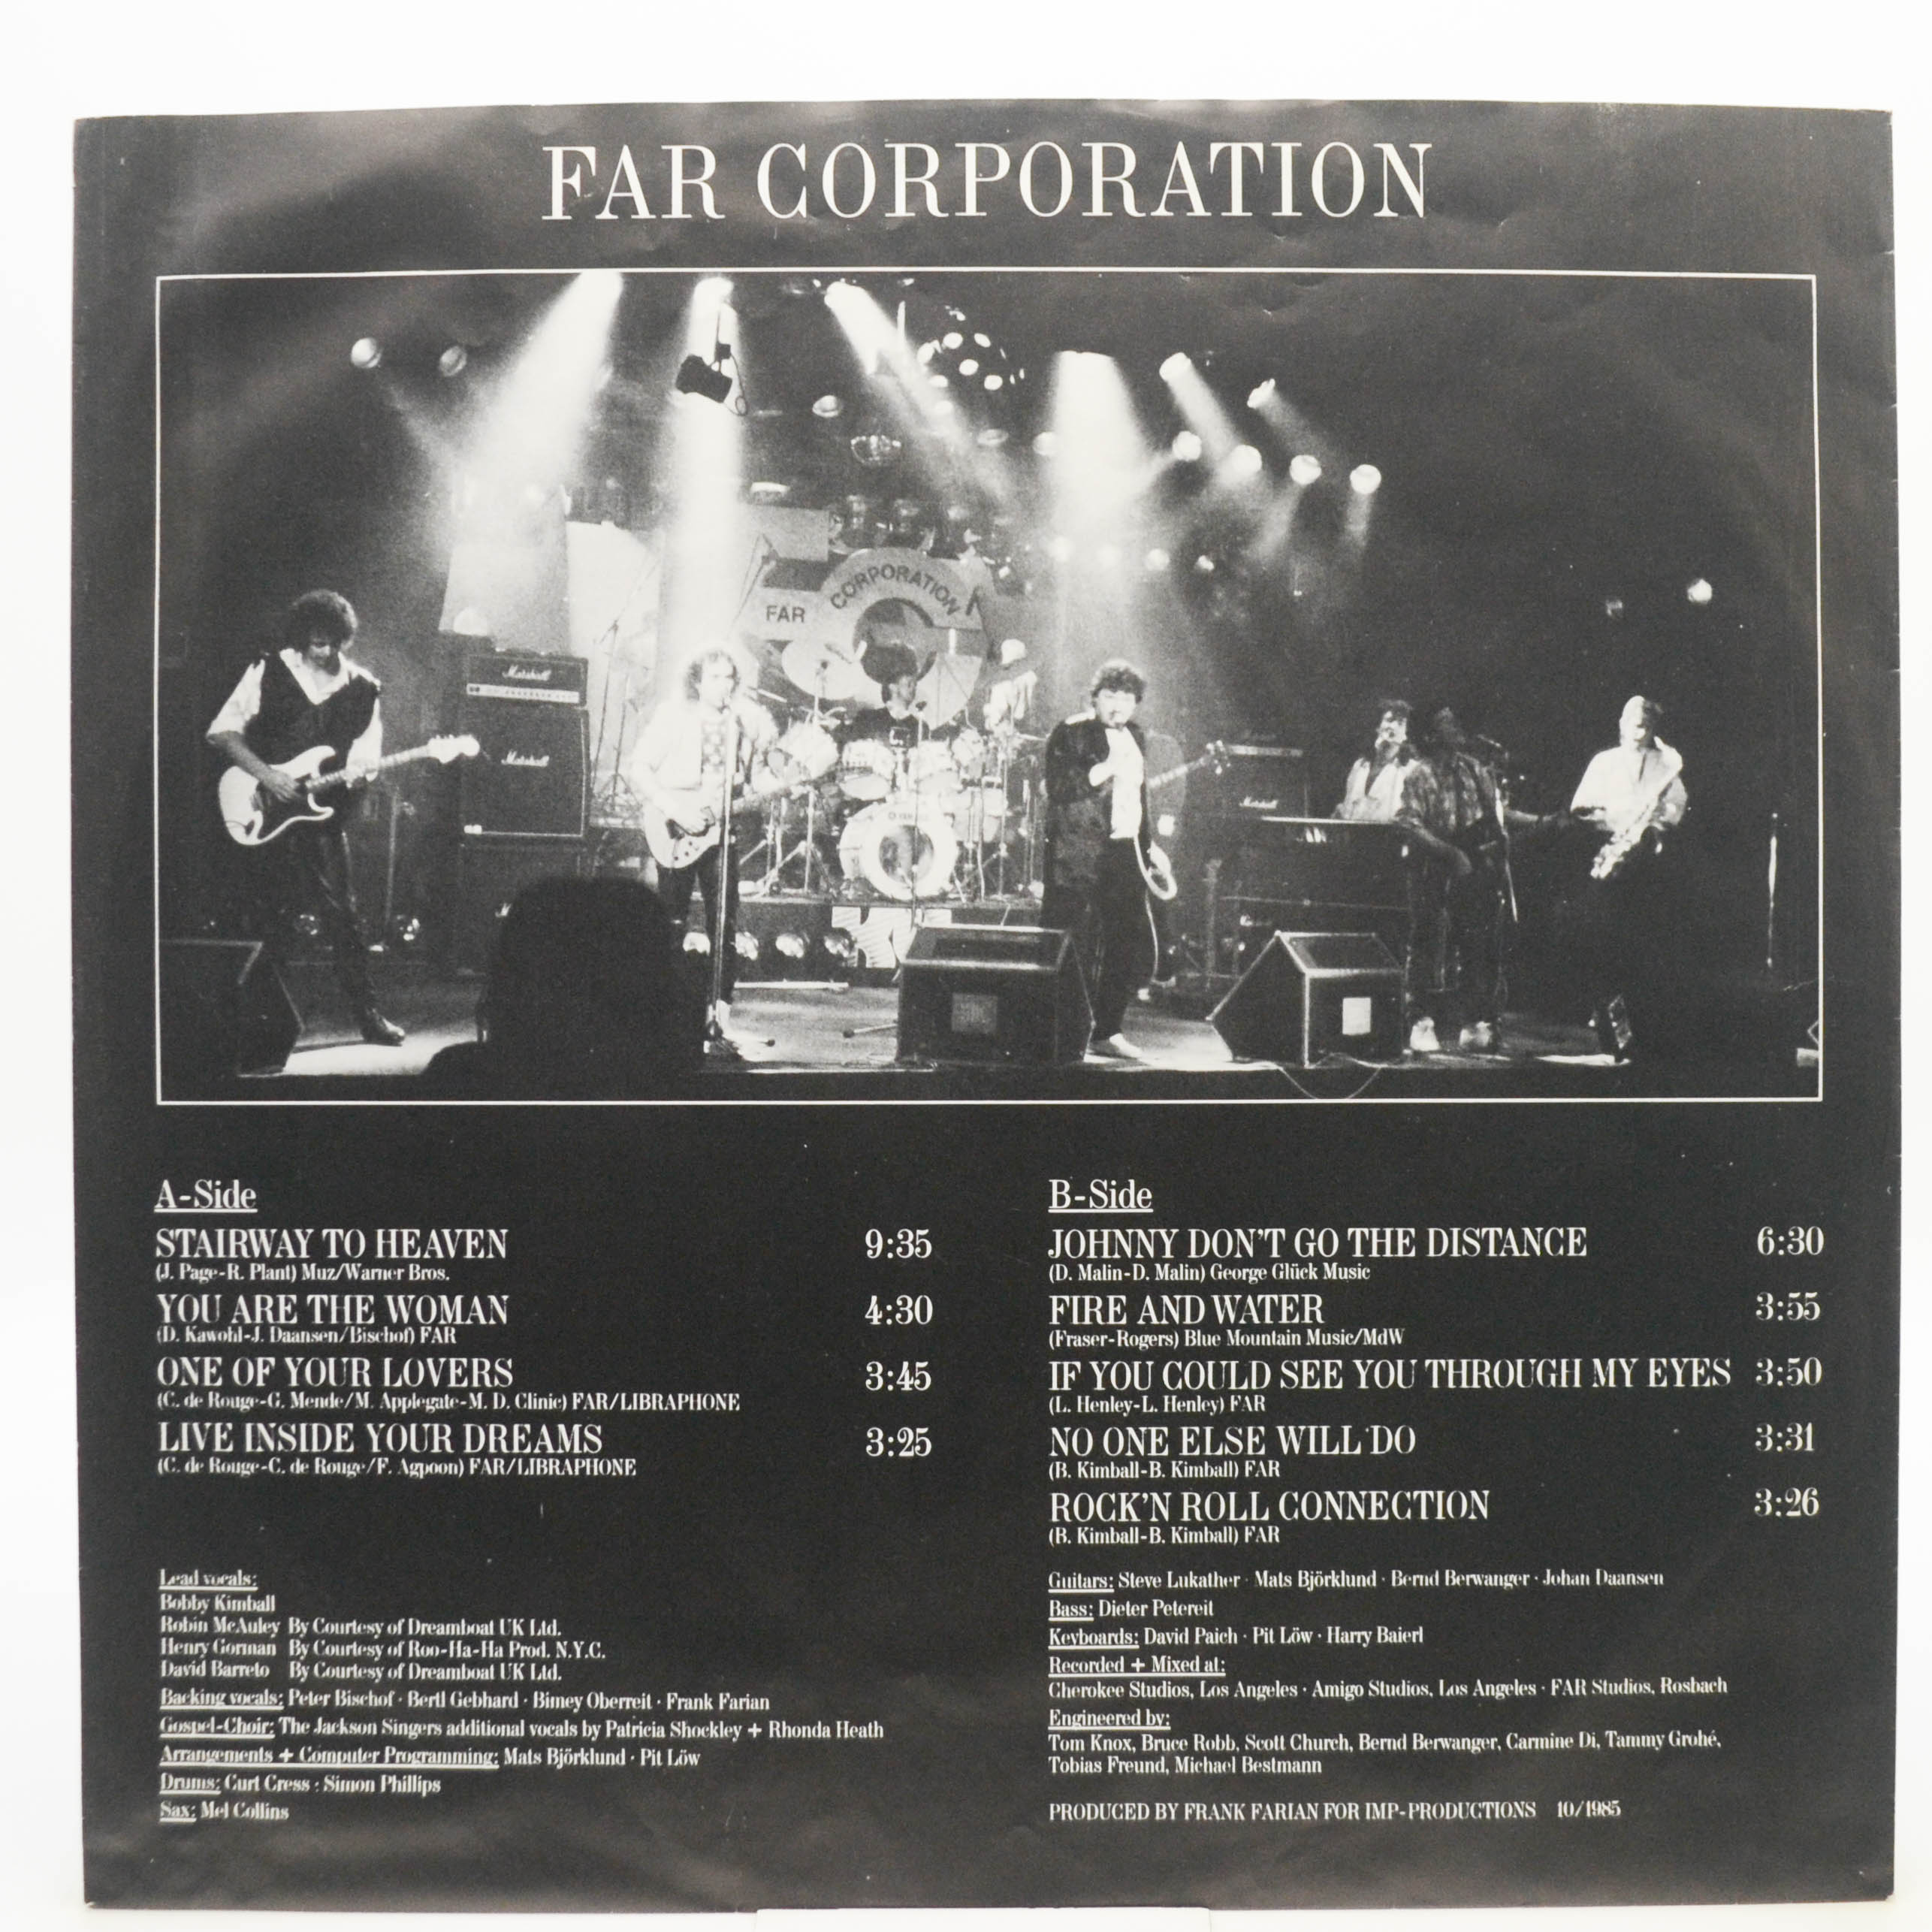 FAR CORPORATION
FAR CORPORATION
Marshall
Marshall
Marshall
A-Side
STAIRWAY TO HEAVEN 9:35
(J. Page-R. Plant) Muz/Warner Bros.
YOU ARE THE WOMAN 4:30
(D. Kawohl-J. Daansen/Bischof) FAR
ONE OF YOUR LOVERS 3:45
(C. de Rouge-G. Mende/M. Applegate-M. D. Clinic) FAR/LIBRAPHONE
LIVE INSIDE YOUR DREAMS 3:25
(C. de Rouge-C. de Rouge/F. Agpoon) FAR/LIBRAPHONE
Lead vocals:
Bobby Kimball
Robin McAuley By Courtesy of Dreamboat UK Ltd.
Henry Gorman By Courtesy of Roo-Ha-Ha Prod. N.Y.C.
David Barreto By Courtesy of Dreamboat UK Ltd.
Backing vocals: Peter Bischof · Bertl Gebhard · Bimey Oberreit · Frank Farian
Gospel-Choir: The Jackson Singers additional vocals by Patricia Shockley + Rhonda Heath
Arrangements + Computer Programming: Mats Björklund · Pit Löw
Drums: Curt Cress · Simon Phillips
Sax: Mel Collins
B-Side
JOHNNY DON'T GO THE DISTANCE 6:30
(D. Malin-D. Malin) George Glück Music
FIRE AND WATER 3:55
(Fraser-Rogers) Blue Mountain Music/MdW
IF YOU COULD SEE YOU THROUGH MY EYES 3:50
(L. Henley-L. Henley) FAR
NO ONE ELSE WILL DO 3:31
(B. Kimball-B. Kimball) FAR
ROCK'N ROLL CONNECTION 3:26
(B. Kimball-B. Kimball) FAR
Guitars: Steve Lukather · Mats Björklund · Bernd Berwanger · Johan Daansen
Bass: Dieter Petereit
Keyboards: David Paich · Pit Löw · Harry Baierl
Recorded + Mixed at:
Cherokee Studios, Los Angeles · Amigo Studios, Los Angeles · FAR Studios, Rosbach
Engineered by:
Tom Knox, Bruce Robb, Scott Church, Bernd Berwanger, Carmine Di, Tammy Grohé,
Tobias Freund, Michael Bestmann
PRODUCED BY FRANK FARIAN FOR IMP-PRODUCTIONS 10/1985